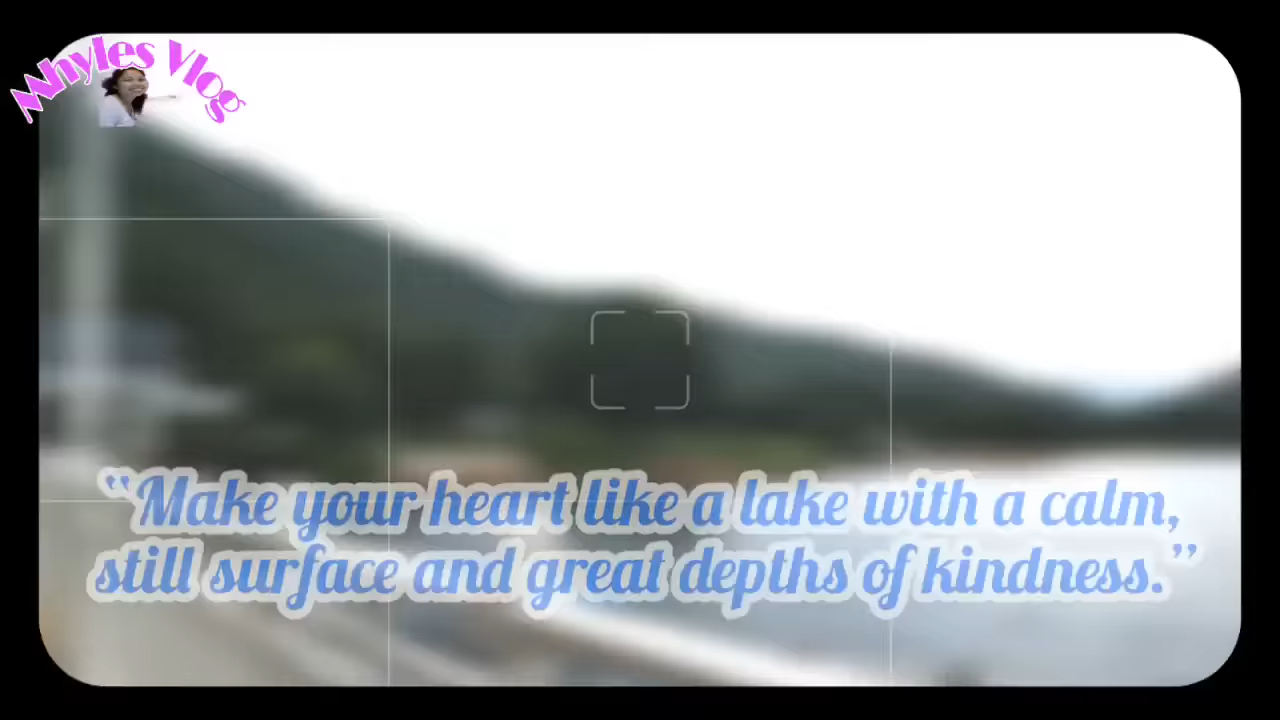 Whyles Vlog
“Make your heart like a lake with a calm,
still surface and great depths of kindness.”